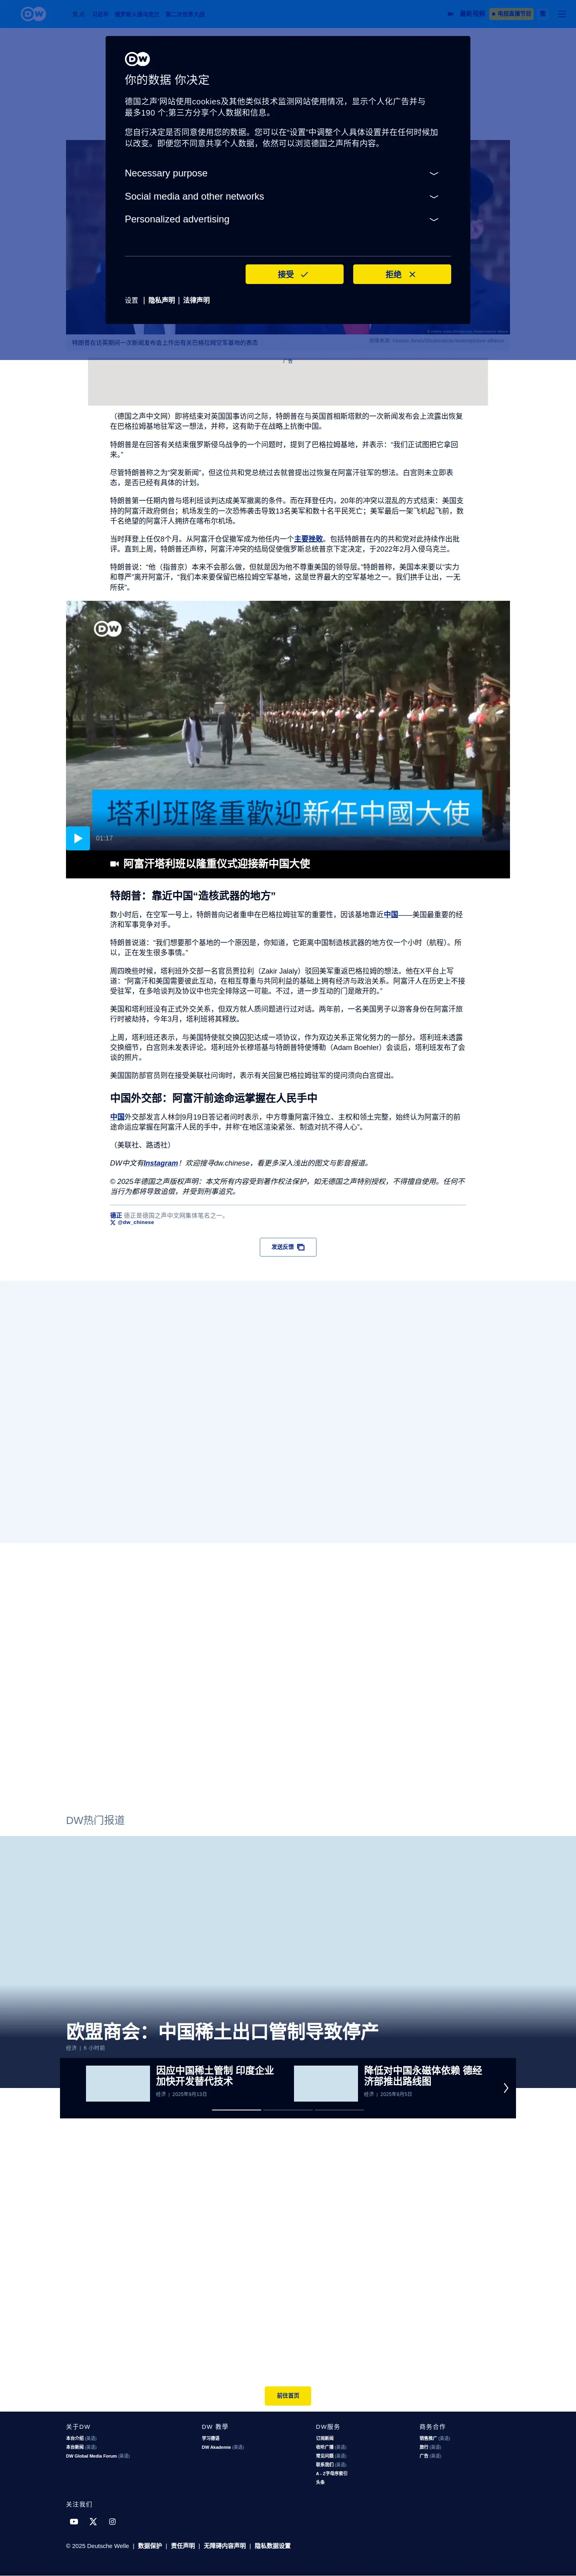 DW
热点
习近平
俄罗斯入侵乌克兰
第二次世界大战
最新视频
电视直播节目
繁
DW
你的数据 你决定
德国之声'网站使用cookies及其他类似技术监测网站使用情况，显示个人化广告并与
最多190 个;第三方分享个人数据和信息。
您自行决定是否同意使用您的数据。您可以在“设置”中调整个人具体设置并在任何时候加
以改变。即便您不同意共享个人数据，依然可以浏览德国之声所有内容。
Necessary purpose
Social media and other networks
Personalized advertising
接受
拒绝
设置 | 隐私声明 | 法律声明
特朗普在访英期间一次新闻发布会上作出有关巴格拉姆空军基地的表态
广告
（德国之声中文网）即将结束对英国国事访问之际，特朗普在与英国首相斯塔默的一次新闻发布会上流露出恢复
在巴格拉姆基地驻军这一想法，并称，这有助于在战略上抗衡中国。
特朗普是在回答有关结束俄罗斯侵乌战争的一个问题时，提到了巴格拉姆基地，并表示：“我们正试图把它拿回
来。”
尽管特朗普称之为“突发新闻”，但这位共和党总统过去就曾提出过恢复在阿富汗驻军的想法。白宫则未立即表
态，是否已经有具体的计划。
特朗普第一任期内曾与塔利班谈判达成美军撤离的条件。而在拜登任内，20年的冲突以混乱的方式结束：美国支
持的阿富汗政府倒台；机场发生的一次恐怖袭击导致13名美军和数十名平民死亡；美军最后一架飞机起飞前，数
千名绝望的阿富汗人拥挤在喀布尔机场。
当时拜登上任仅8个月。从阿富汗仓促撤军成为他任内一个主要挫败。包括特朗普在内的共和党对此持续作出批
评。直到上周，特朗普还声称，阿富汗冲突的结局促使俄罗斯总统普京下定决定，于2022年2月入侵乌克兰。
特朗普说：“他（指普京）本来不会那么做，但就是因为他不尊重美国的领导层。”特朗普称，美国本来要以“实力
和尊严”离开阿富汗，“我们本来要保留巴格拉姆空军基地，这是世界最大的空军基地之一。我们拱手让出，一无
所获”。
DW
塔利班隆重歡迎新任中國大使
01:17
阿富汗塔利班以隆重仪式迎接新中国大使
特朗普：靠近中国“造核武器的地方”
数小时后，在空军一号上，特朗普向记者重申在巴格拉姆驻军的重要性，因该基地靠近中国——美国最重要的经
济和军事竞争对手。
特朗普说道：“我们想要那个基地的一个原因是，你知道，它距离中国制造核武器的地方仅一个小时（航程）。所
以，正在发生很多事情。”
周四晚些时候，塔利班外交部一名官员贾拉利（Zakir Jalaly）驳回美军重返巴格拉姆的想法。他在X平台上写
道：“阿富汗和美国需要彼此互动，在相互尊重与共同利益的基础上拥有经济与政治关系。阿富汗人在历史上不接
受驻军，在多哈谈判及协议中也完全排除这一可能。不过，进一步互动的门是敞开的。”
美国和塔利班没有正式外交关系，但双方就人质问题进行过对话。两年前，一名美国男子以游客身份在阿富汗旅
行时被劫持，今年3月，塔利班将其释放。
上周，塔利班还表示，与美国特使就交换囚犯达成一项协议，作为双边关系正常化努力的一部分。塔利班未透露
交换细节，白宫则未发表评论。塔利班外长穆塔基与特朗普特使博勒（Adam Boehler）会谈后，塔利班发布了会
谈的照片。
美国国防部官员则在接受美联社问询时，表示有关回复巴格拉姆驻军的提问须向白宫提出。
中国外交部：阿富汗前途命运掌握在人民手中
中国外交部发言人林剑9月19日答记者问时表示，中方尊重阿富汗独立、主权和领土完整，始终认为阿富汗的前
途命运应掌握在阿富汗人民的手中，并称“在地区渲染紧张、制造对抗不得人心”。
（美联社、路透社）
DW中文有Instagram！欢迎搜寻dw.chinese，看更多深入浅出的图文与影音报道。
© 2025年德国之声版权声明：本文所有内容受到著作权法保护，如无德国之声特别授权，不得擅自使用。任何不
当行为都将导致追偿，并受到刑事追究。
德正 德正是德国之声中文网集体笔名之一。
@dw_chinese
发送反馈
DW热门报道
欧盟商会：中国稀土出口管制导致停产
经济 | 6 小时前
因应中国稀土管制 印度企业
加快开发替代技术
经济 | 2025年9月13日
降低对中国永磁体依赖 德经
济部推出路线图
经济 | 2025年9月5日
前往首页
关于DW
本台介绍 (英语)
本台新闻 (英语)
DW Global Media Forum (英语)
DW 教學
学习德语
DW Akademie (英语)
DW服务
订阅新闻
收听广播 (英语)
常见问题 (英语)
联系我们 (英语)
A - Z字母序索引
头条
商务合作
销售推广 (英语)
旅行 (英语)
广告 (英语)
关注我们
© 2025 Deutsche Welle | 数据保护 | 责任声明 | 无障碍内容声明 | 隐私数据设置